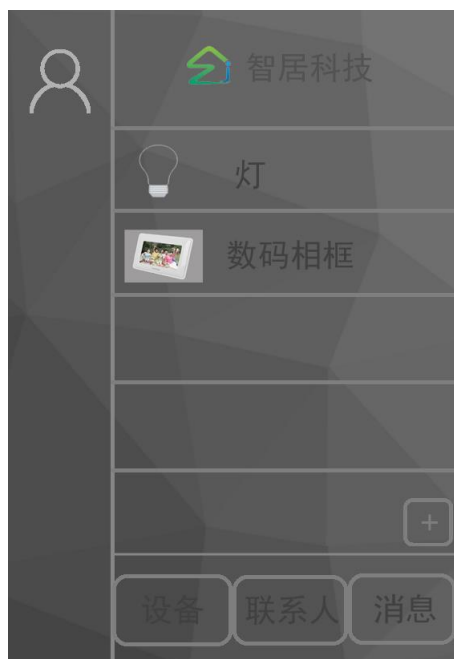 智居科技
灯
数码相框
+
设备 联系人 消息